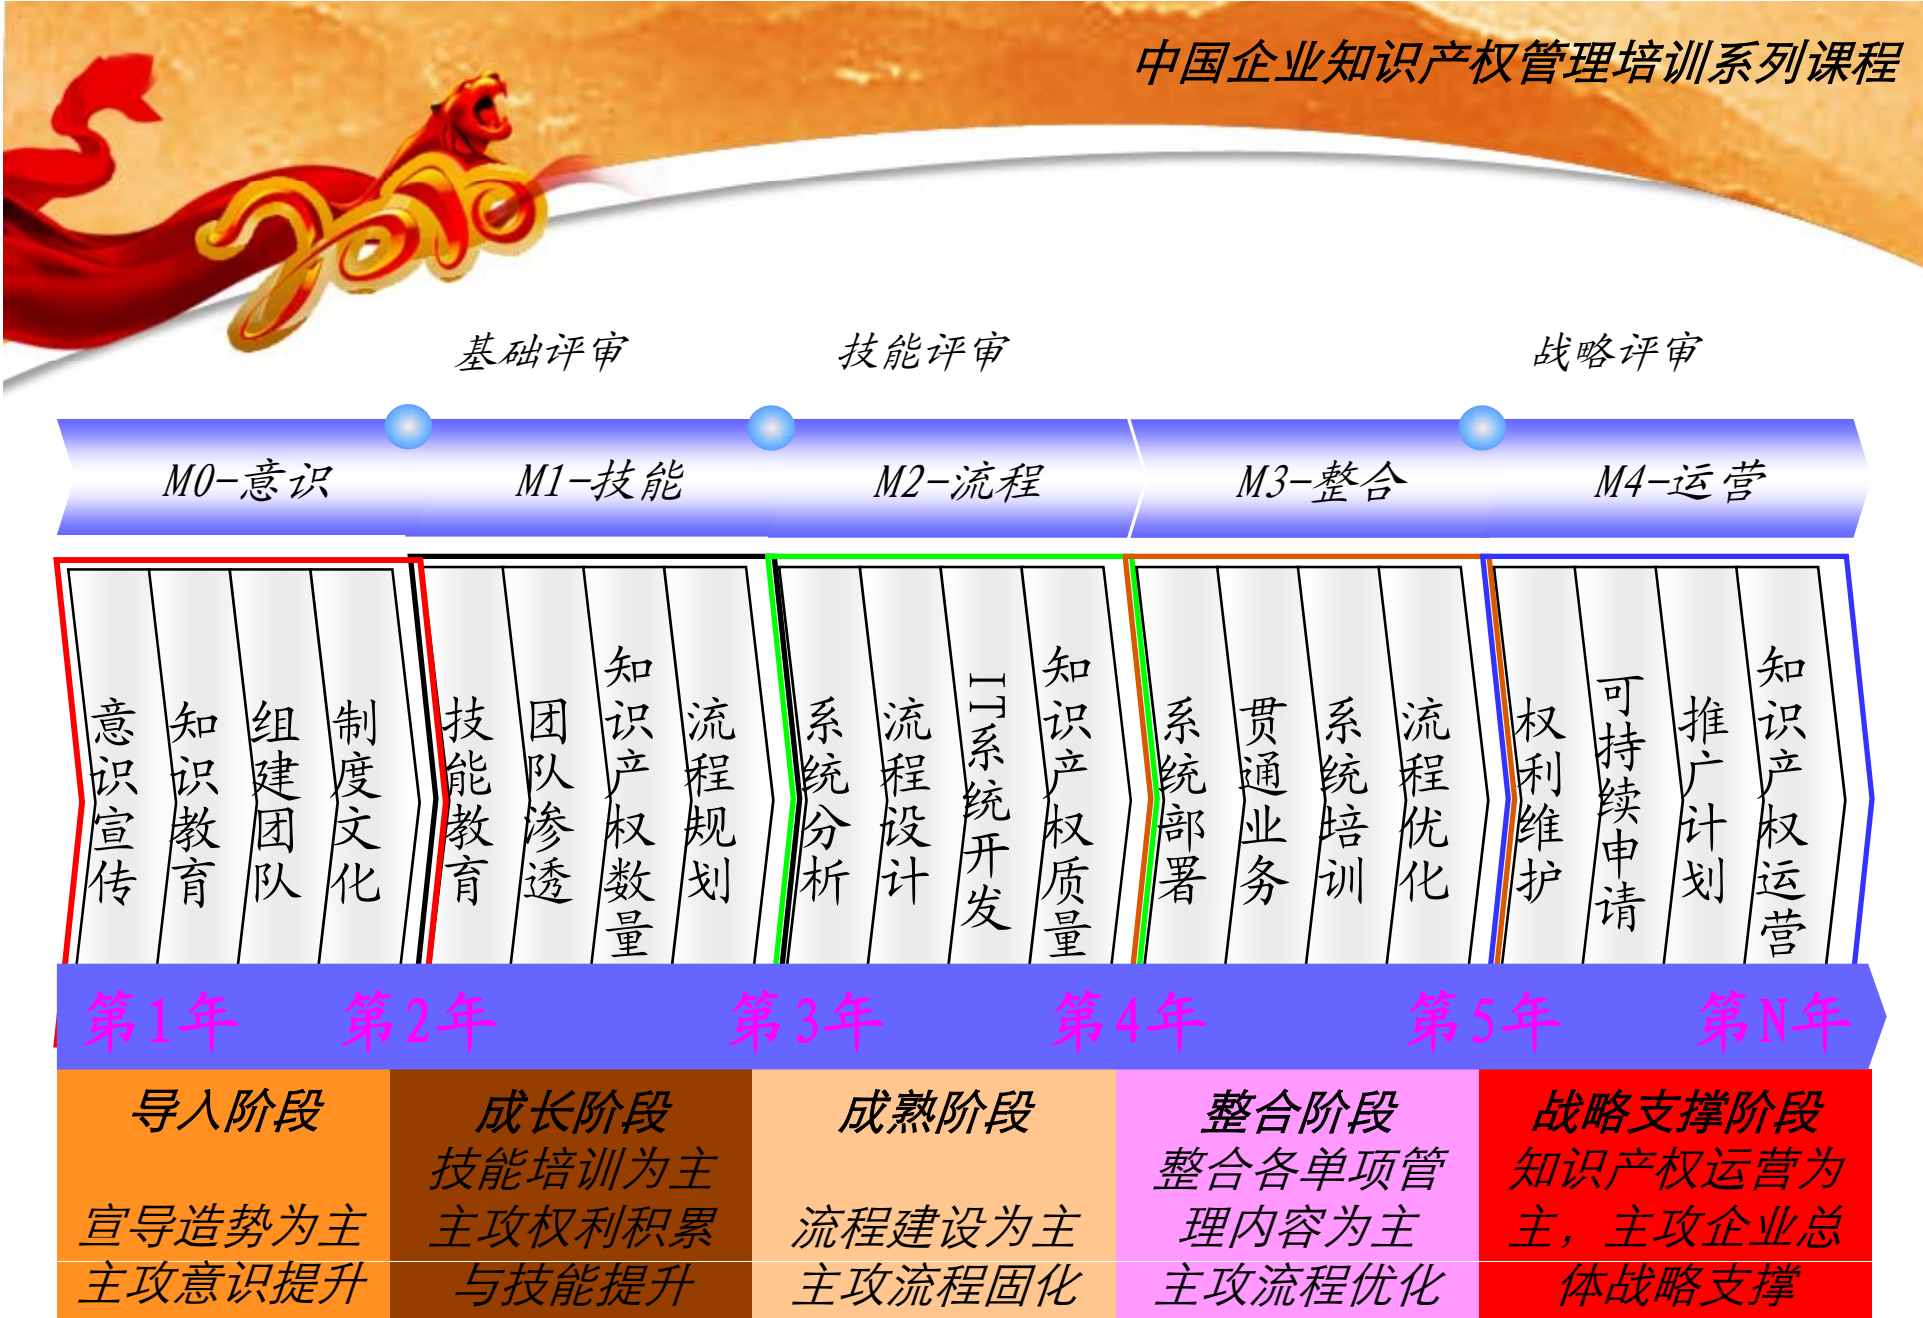 中国企业知识产权管理培训系列课程
2010
基础评审
技能评审
战略评审
M0-意识
M1-技能
M2-流程
M3-整合
M4-运营
意识宣传
知识教育
组建团队
制度文化
技能教育
团队渗透
知识产权数量
流程规划
系统分析
流程设计
IT系统开发
知识产权质量
系统部署
贯通业务
系统培训
流程优化
权利维护
可持续申请
推广计划
知识产权运营
第1年
第2年
第3年
第4年
第5年
第N年
导入阶段
宣导造势为主
主攻意识提升
成长阶段
技能培训为主
主攻权利积累
与技能提升
成熟阶段
流程建设为主
主攻流程固化
整合阶段
整合各单项管
理内容为主
主攻流程优化
战略支撑阶段
知识产权运营为
主，主攻企业总
体战略支撑